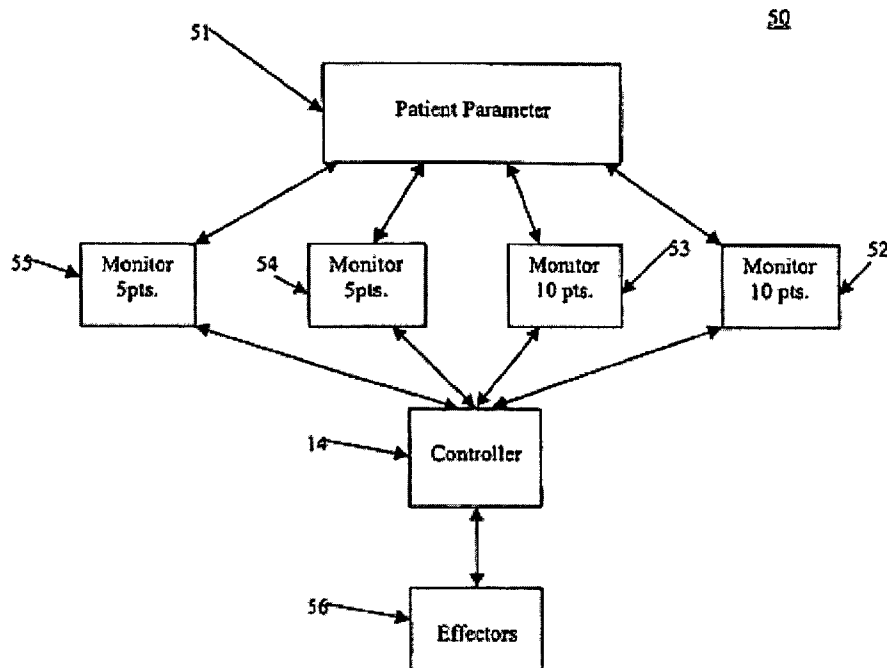 50
51
Patient Parameter
55
Monitor
5pts.
54
Monitor
5pts.
Monitor
10 pts.
53
Monitor
10 pts.
52
14
Controller
56
Effectors